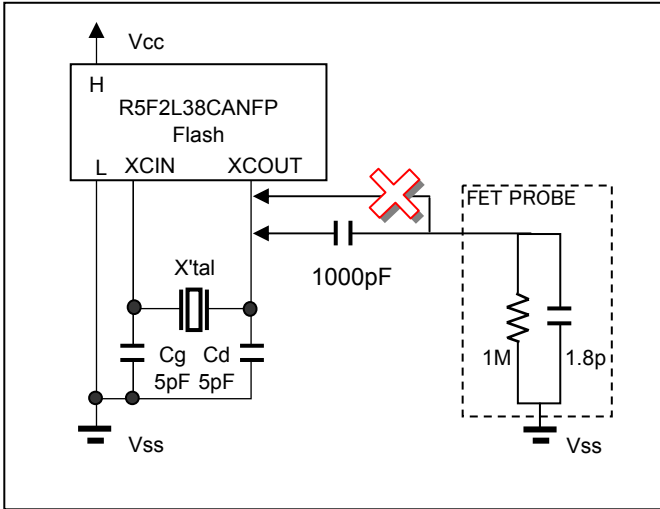 Vcc
H
R5F2L38CANFP
Flash
L XCIN XCOUT
FET PROBE
X'tal
1000pF
Cg Cd
5pF 5pF
1M 1.8p
Vss
Vss